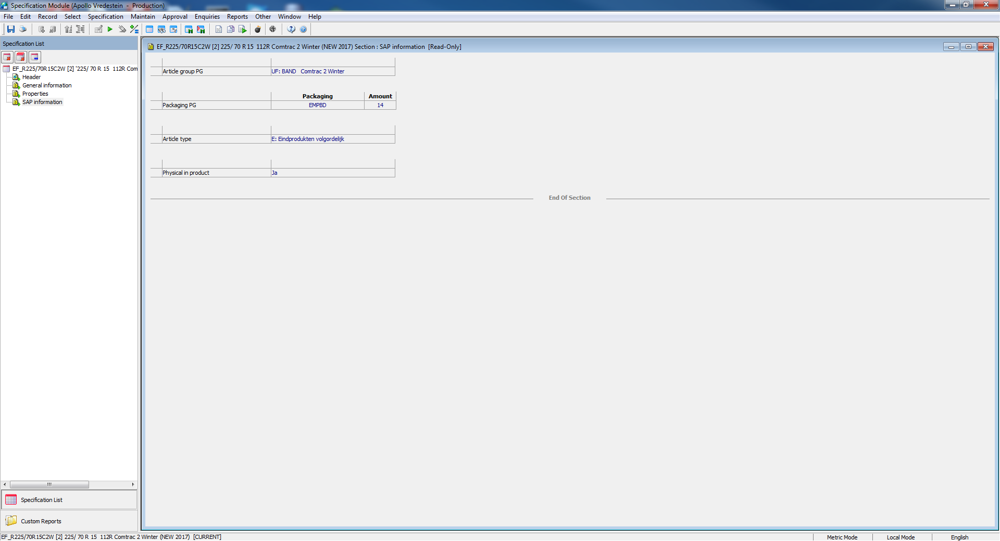 Specification Module (Apollo Vredestein - Production)
File Edit Record Select Specification Maintain Approval Enquiries Reports Other Window Help
Specification List
EF_R225/70R15C2W [2] '225/ 70 R 15 112R Com
Header
General information
Properties
SAP information
EF_R225/70R15C2W [2] 225/ 70 R 15 112R Comtrac 2 Winter (NEW 2017) Section : SAP information [Read-Only]
Article group PG UF: BAND Comtrac 2 Winter
Packaging Amount
Packaging PG EMPBD 14
Article type E: Eindprodukten volgordelijk
Physical in product Ja
End Of Section
Specification List
Custom Reports
EF_R225/70R15C2W [2] 225/ 70 R 15 112R Comtrac 2 Winter (NEW 2017) [CURRENT]
Metric Mode Local Mode English